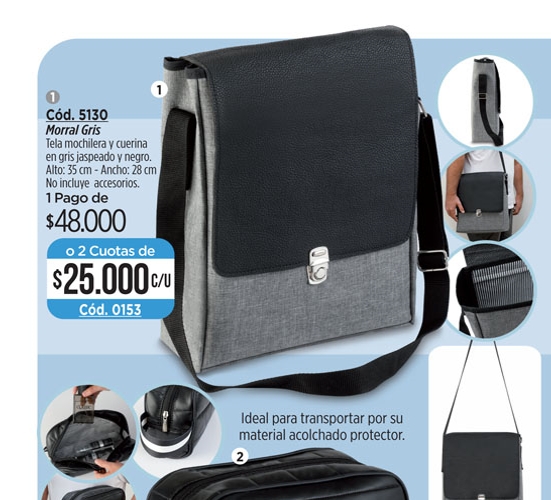 1
1
Cód. 5130
Morral Gris
Tela mochilera y cuerina
en gris jaspeado y negro.
Alto: 35 cm - Ancho: 28 cm
No incluye accesorios.
1 Pago de
$48.000
o 2 Cuotas de
$25.000 C/U
Cód. 0153
Ideal para transportar por su
material acolchado protector.
2